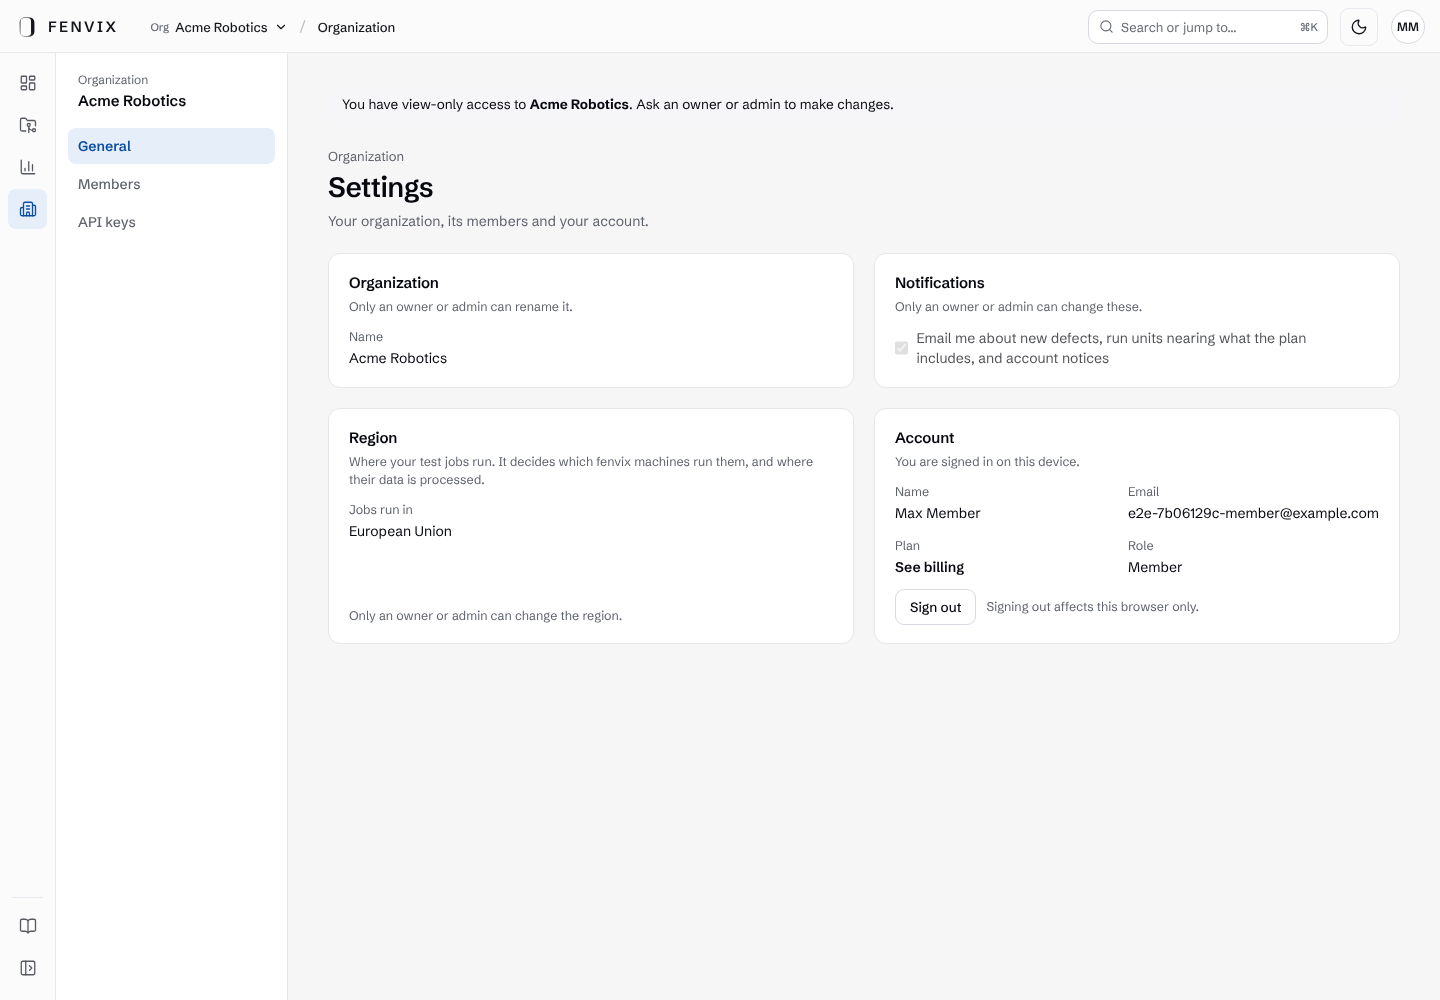 FENVIX
Org Acme Robotics / Organization
Search or jump to... ⌘K
MM
Organization
Acme Robotics
General
Members
API keys
You have view-only access to Acme Robotics. Ask an owner or admin to make changes.
Organization
Settings
Your organization, its members and your account.
Organization
Only an owner or admin can rename it.
Name
Acme Robotics
Notifications
Only an owner or admin can change these.
Email me about new defects, run units nearing what the plan
includes, and account notices
Region
Where your test jobs run. It decides which fenvix machines run them, and where
their data is processed.
Jobs run in
European Union
Only an owner or admin can change the region.
Account
You are signed in on this device.
Name
Max Member
Email
e2e-7b06129c-member@example.com
Plan
See billing
Role
Member
Sign out
Signing out affects this browser only.